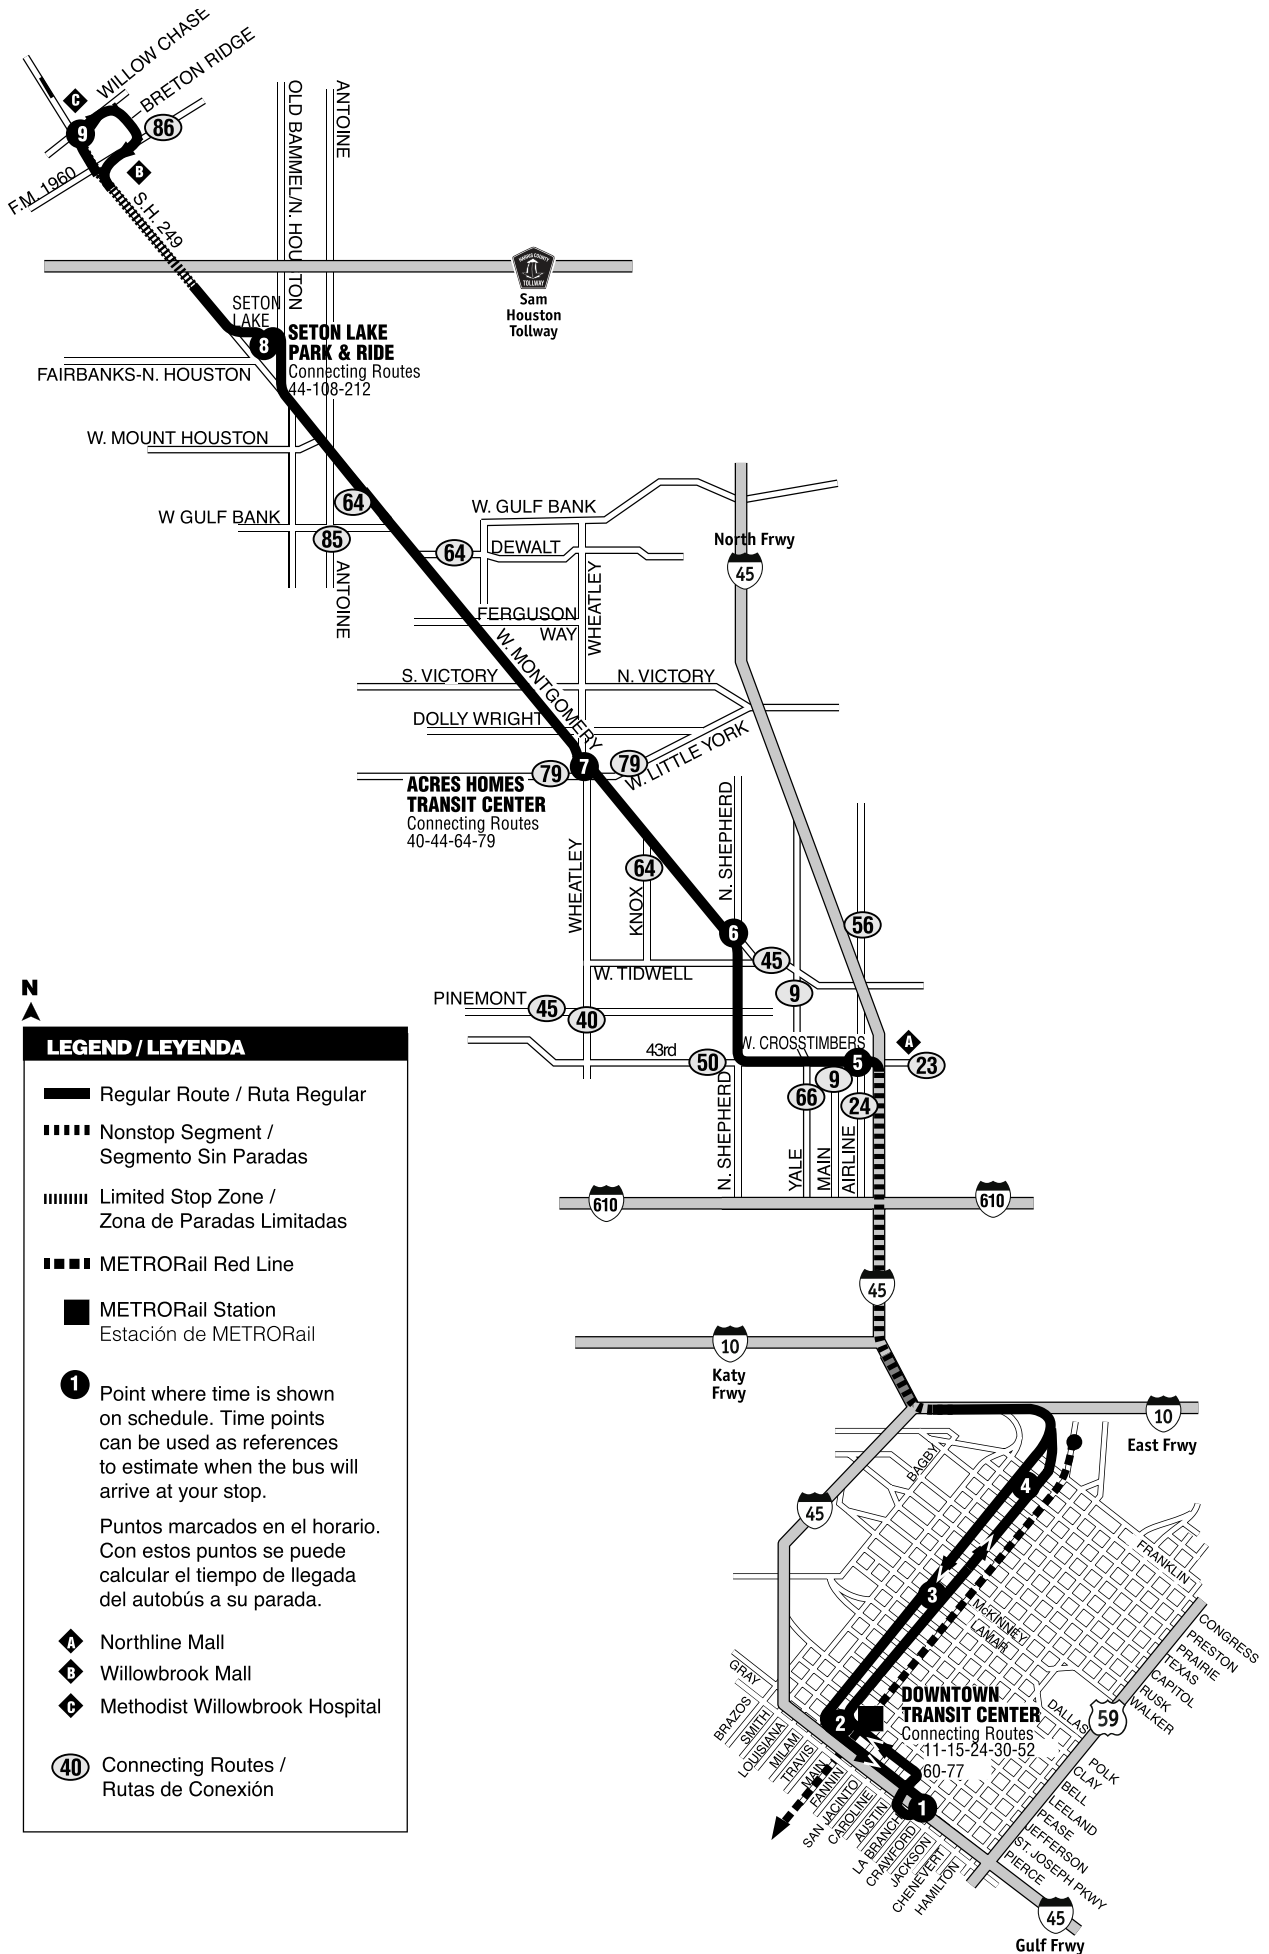 WILLOW CHASE
BRETON RIDGE
C
9
86
B
F.M. 1960
S.H. 249
OLD BAMMEL/N. HOUSTON
ANTOINE
HARRIS COUNTY
TOLLWAY
Sam
Houston
Tollway
SETON
LAKE
8
SETON LAKE
PARK & RIDE
Connecting Routes
44-108-212
FAIRBANKS-N. HOUSTON
W. MOUNT HOUSTON
64
W GULF BANK
85
ANTOINE
W. GULF BANK
64
DEWALT
North Frwy
45
WHEATLEY
FERGUSON
WAY
W. MONTGOMERY
S. VICTORY
N. VICTORY
DOLLY WRIGHT
W. LITTLE YORK
7
79
79
ACRES HOMES
TRANSIT CENTER
Connecting Routes
40-44-64-79
N. SHEPHERD
WHEATLEY
64
KNOX
6
56
45
W. TIDWELL
9
PINEMONT
45
40
43rd
50
W. CROSSTIMBERS
5
A
23
9
66
24
N. SHEPHERD
YALE
MAIN
AIRLINE
610
610
45
10
Katy
Frwy
10
East Frwy
BAGBY
4
45
FRANKLIN
3
McKINNEY
LAMAR
CONGRESS
PRESTON
PRAIRIE
TEXAS
CAPITOL
RUSK
WALKER
GRAY
DOWNTOWN
TRANSIT CENTER
Connecting Routes
11-15-24-30-52
60-77
2
DALLAS
59
BRAZOS
SMITH
LOUISIANA
MILAM
TRAVIS
MAIN
FANNIN
SAN JACINTO
CAROLINE
AUSTIN
LA BRANCH
CRAWFORD
JACKSON
CHENEVERT
HAMILTON
1
POLK
CLAY
BELL
LEELAND
PEASE
JEFFERSON
ST. JOSEPH PKWY
PIERCE
45
Gulf Frwy
N
LEGEND / LEYENDA
Regular Route / Ruta Regular
Nonstop Segment /
Segmento Sin Paradas
Limited Stop Zone /
Zona de Paradas Limitadas
METRORail Red Line
METRORail Station
Estación de METRORail
1
Point where time is shown
on schedule. Time points
can be used as references
to estimate when the bus will
arrive at your stop.
Puntos marcados en el horario.
Con estos puntos se puede
calcular el tiempo de llegada
del autobús a su parada.
A Northline Mall
B Willowbrook Mall
C Methodist Willowbrook Hospital
40 Connecting Routes /
Rutas de Conexión